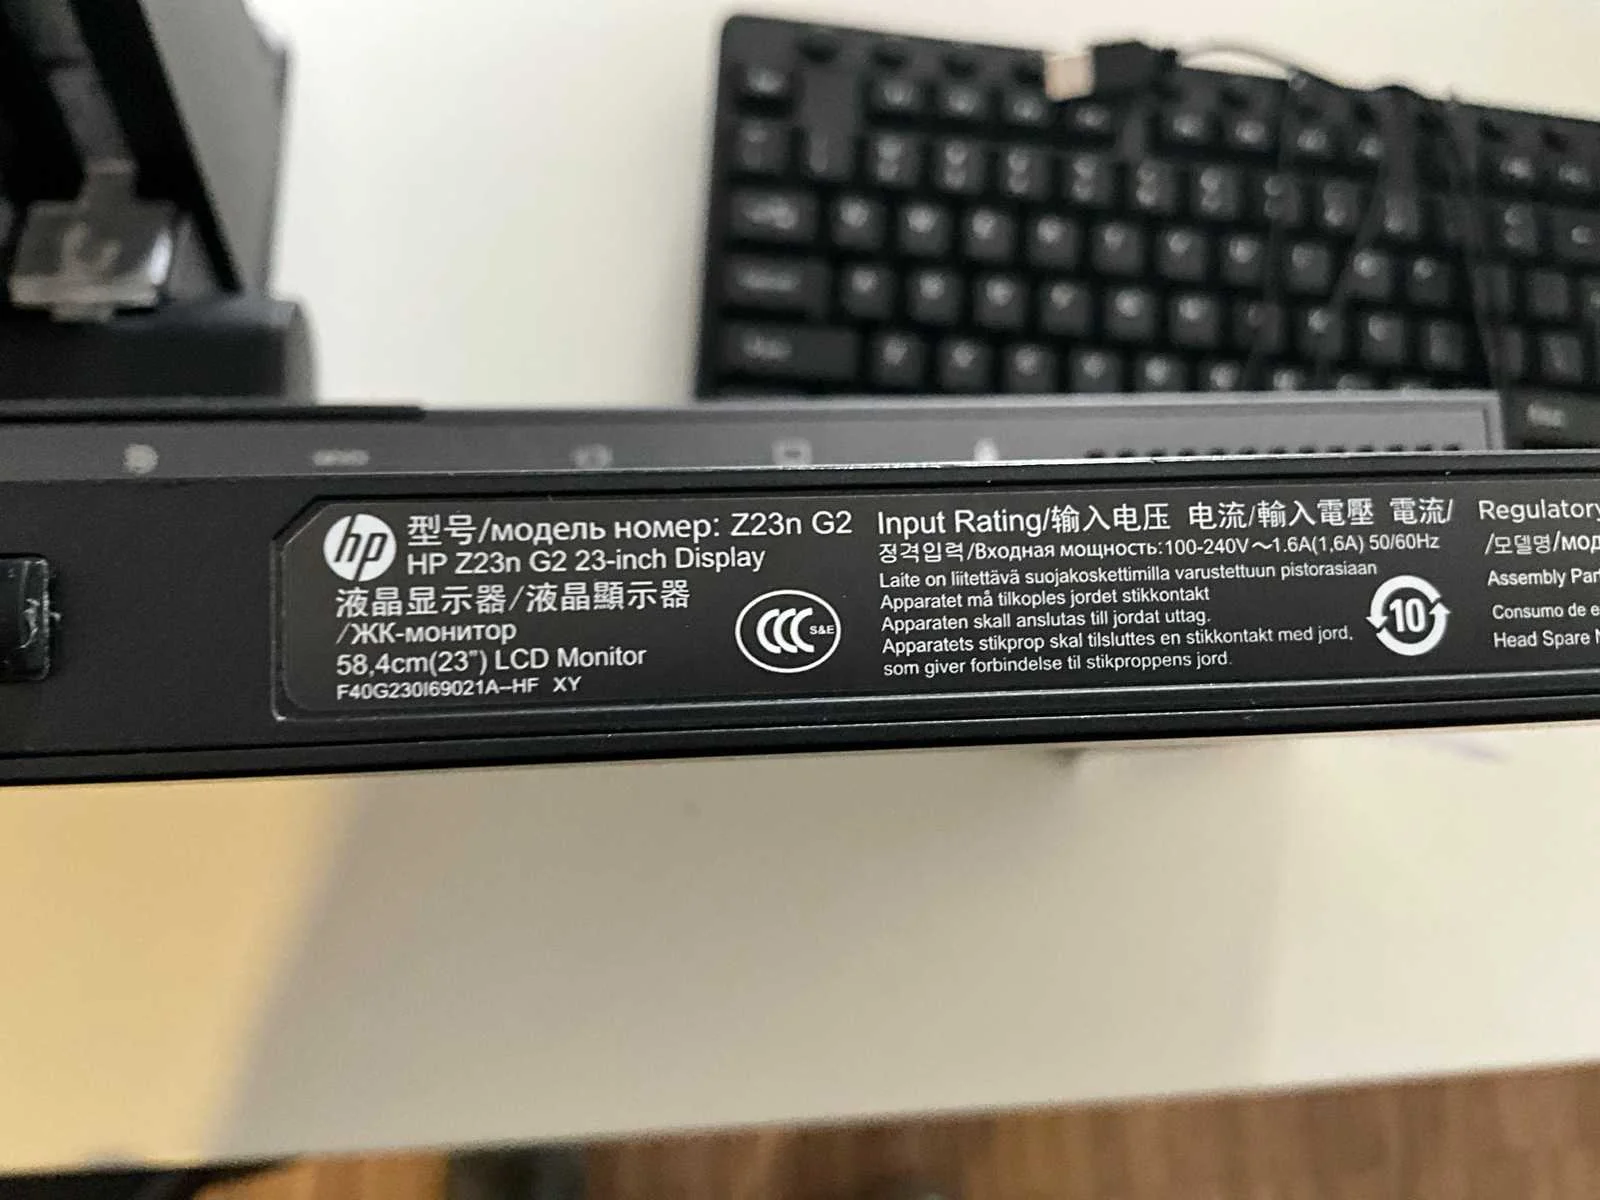 hp
型号/модель номер: Z23n G2
HP Z23n G2 23-inch Display
液晶显示器/液晶顯示器
/ЖК-монитор
58,4cm(23") LCD Monitor
F40G230I69021A-HF XY
S&E
Input Rating/输入电压 电流/輸入電壓 電流/
정격입력/Входная мощность:100-240V～1.6A(1,6A) 50/60Hz
Laite on liitettävä suojakoskettimilla varustettuun pistorasiaan
Apparatet må tilkoples jordet stikkontakt
Apparaten skall anslutas till jordat uttag.
Apparatets stikprop skal tilsluttes en stikkontakt med jord,
som giver forbindelse til stikproppens jord.
10
Regulatory
/모델명/мод
Assembly Part
Consumo de e
Head Spare